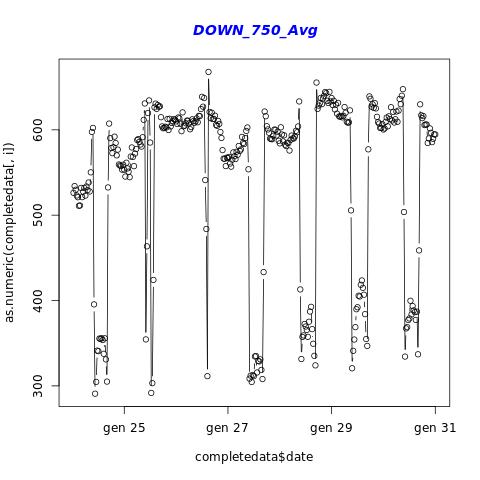 DOWN_750_Avg
as.numeric(completedata[, i])
600
500
400
300
gen 25
gen 27
gen 29
gen 31
completedata$date